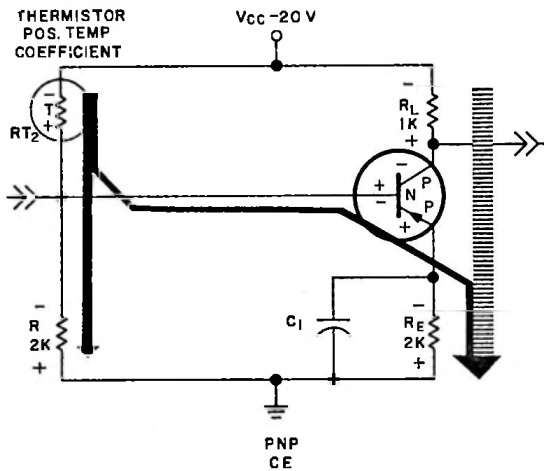 THERMISTOR
POS. TEMP
COEFFICIENT
VCC -20 V
- T +
RT2
- RL 1K +
- + - N P P +
C1
- R 2K +
- RE 2K +
PNP
CE